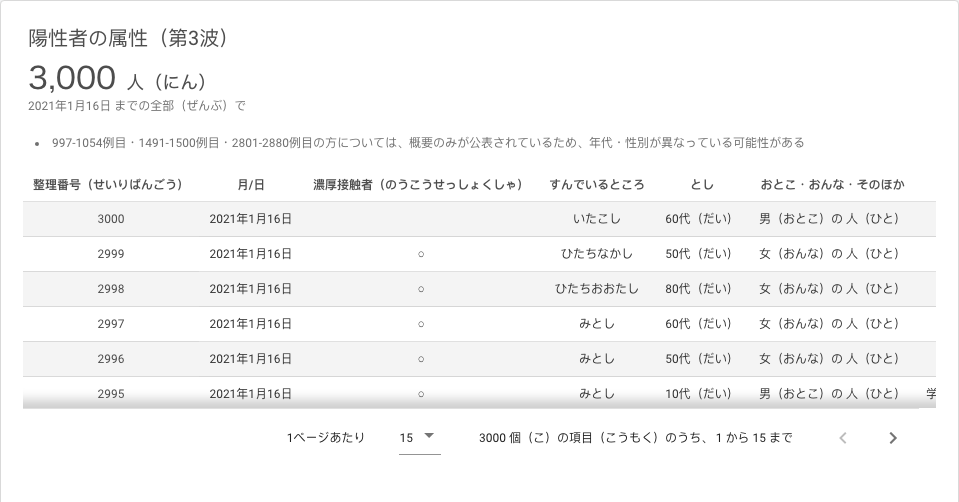 陽性者の属性（第3波）
3,000 人（にん）
2021年1月16日 までの全部（ぜんぶ）で
• 997-1054例目・1491-1500例目・2801-2880例目の方については、概要のみが公表されているため、年代・性別が異なっている可能性がある
整理番号（せいりばんごう） 月/日 濃厚接触者（のうこうせっしょくしゃ） すんでいるところ とし おとこ・おんな・そのほか
3000 2021年1月16日 いたこし 60代（だい） 男（おとこ）の 人（ひと）
2999 2021年1月16日 ○ ひたちなかし 50代（だい） 女（おんな）の 人（ひと）
2998 2021年1月16日 ○ ひたちおおたし 80代（だい） 女（おんな）の 人（ひと）
2997 2021年1月16日 ○ みとし 60代（だい） 女（おんな）の 人（ひと）
2996 2021年1月16日 ○ みとし 50代（だい） 女（おんな）の 人（ひと）
2995 2021年1月16日 ○ みとし 10代（だい） 男（おとこ）の 人（ひと） 学
1ページあたり 15 3000 個（こ）の項目（こうもく）のうち、1 から 15 まで